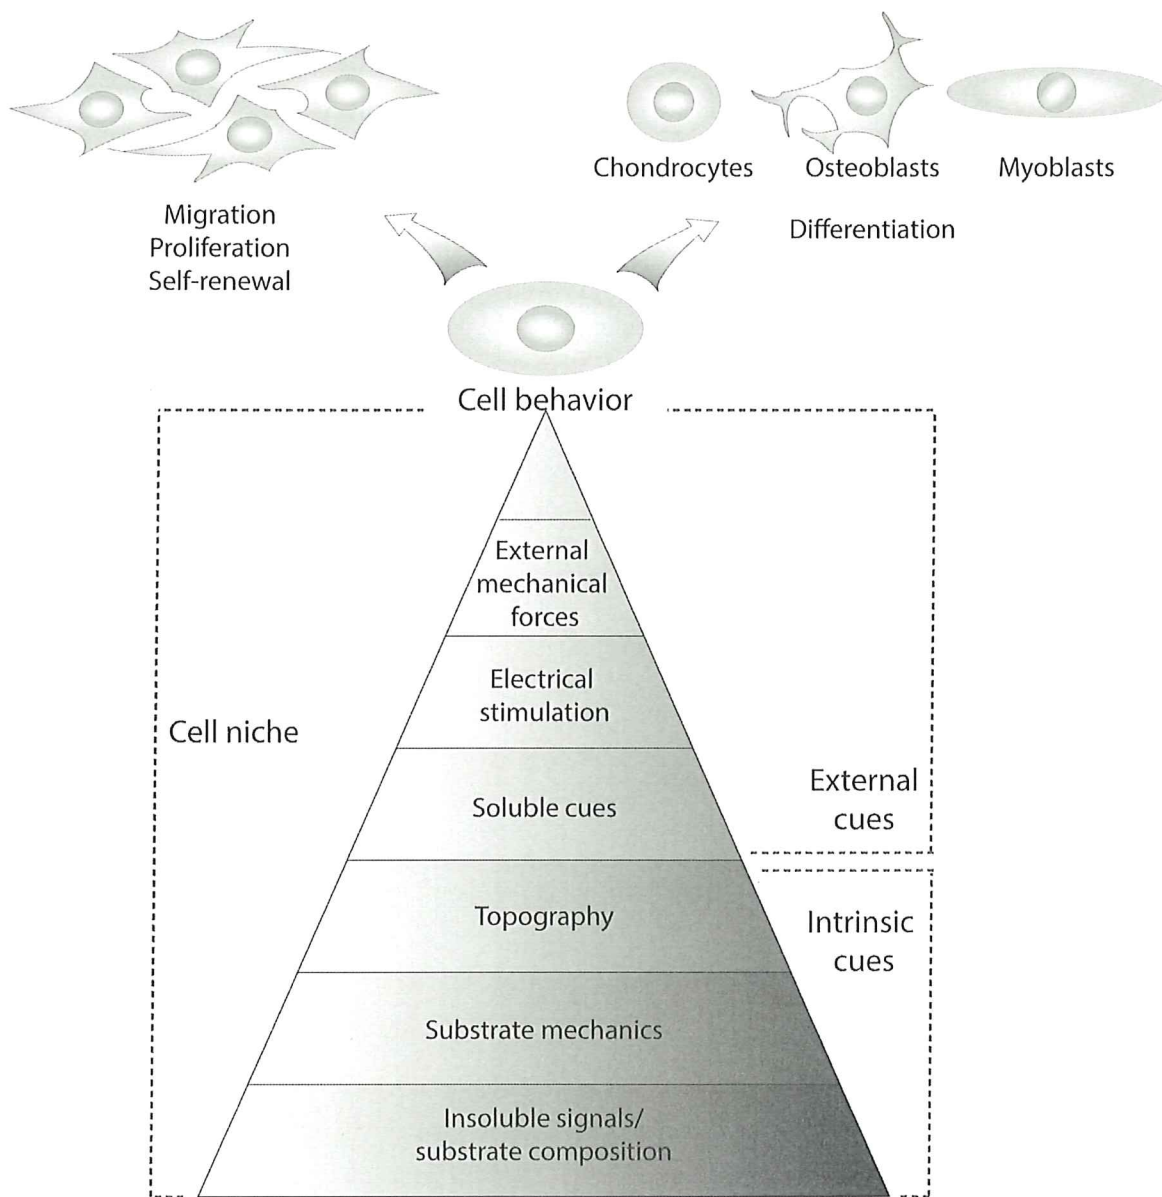 Chondrocytes
Osteoblasts
Myoblasts
Migration
Proliferation
Self-renewal
Differentiation
Cell behavior
External
mechanical
forces
Electrical
stimulation
Cell niche
Soluble cues
External
cues
Topography
Intrinsic
cues
Substrate mechanics
Insoluble signals/
substrate composition